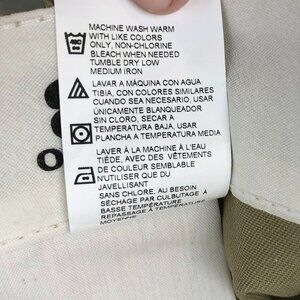 MACHINE WASH WARM
WITH LIKE COLORS
ONLY, NON-CHLORINE
BLEACH WHEN NEEDED
TUMBLE DRY LOW
MEDIUM IRON
LAVAR A MÁQUINA CON AGUA
TIBIA, CON COLORES SIMILARES
CUANDO SEA NECESARIO, USAR
ÚNICAMENTE BLANQUEADOR
SIN CLORO, SECAR A
TEMPERATURA BAJA, USAR
PLANCHA A TEMPERATURA MEDIA
LAVER À LA MACHINE À L'EAU
TIÈDE, AVEC DES VÊTEMENTS
DE COULEUR SEMBLABLE
N'UTILISER QUE DU
JAVELLISANT
SANS CHLORE, AU BESOIN
SÉCHAGE PAR CULBUTAGE À
BASSE TEMPÉRATURE
REPASSAGE À TEMPÉRATURE
MOYENNE